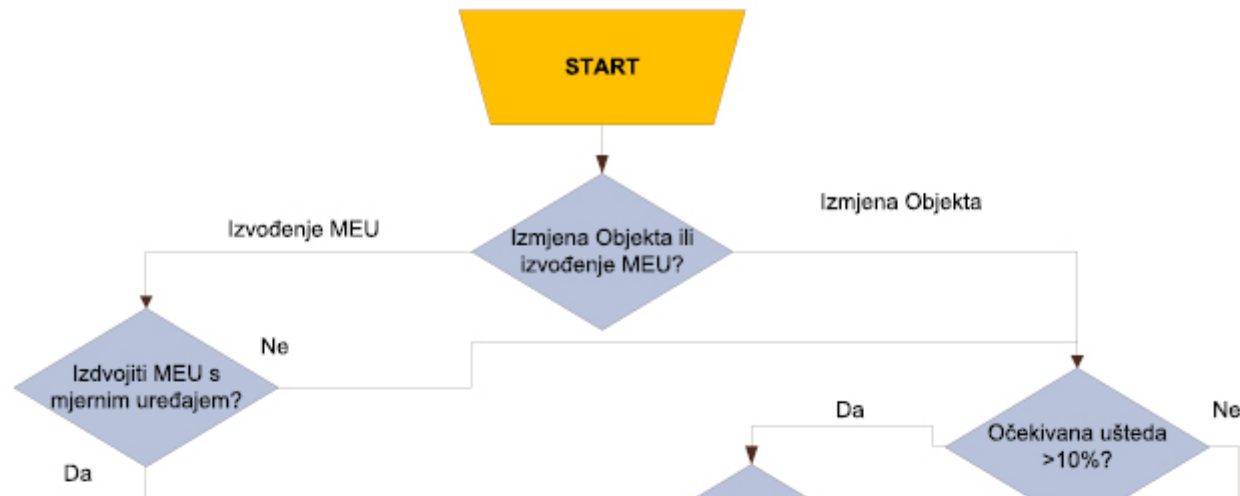 START
Izmjena Objekta
Izvođenje MEU
Izmjena Objekta ili
izvođenje MEU?
Ne
Izdvojiti MEU s
mjernim uređajem?
Da
Ne
Očekivana ušteda
>10%?
Da